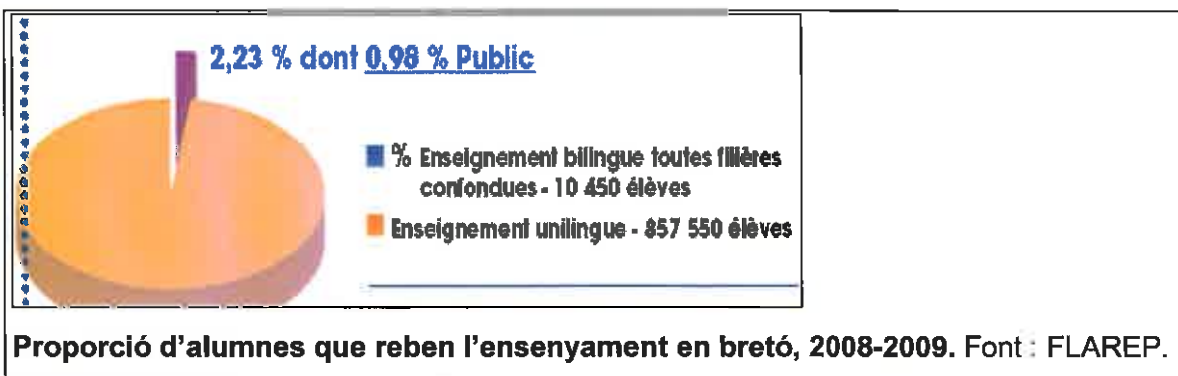 2,23 % dont 0,98 % Public
% Enseignement bilingue toutes filières
confondues - 10 450 élèves
Enseignement unilingue - 857 550 élèves
Proporció d'alumnes que reben l'ensenyament en bretó, 2008-2009. Font : FLAREP.